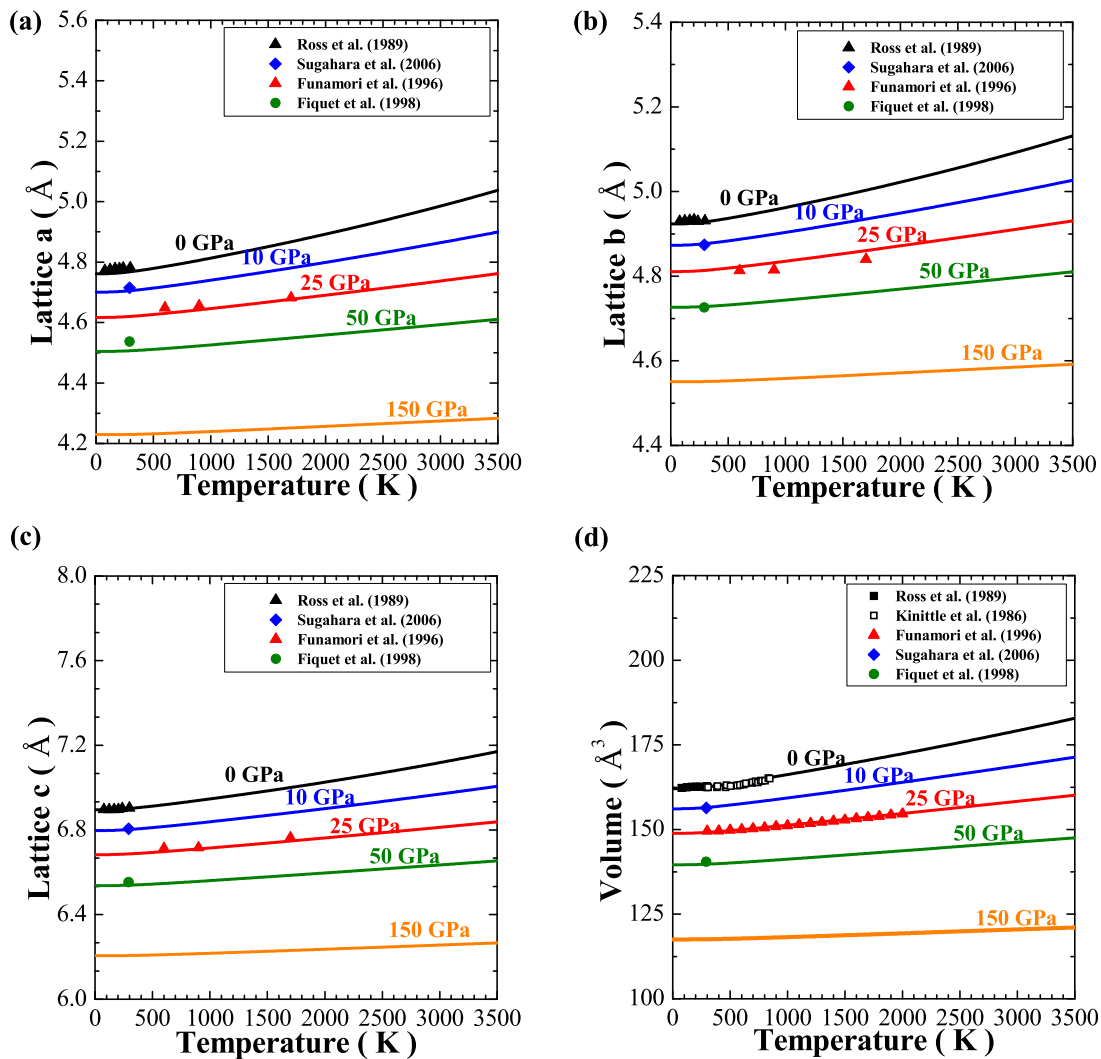 (a)
5.6
5.4
5.2
5.0
4.8
4.6
4.4
4.2
Lattice a ( Å )
Ross et al. (1989)
Sugahara et al. (2006)
Funamori et al. (1996)
Fiquet et al. (1998)
0 GPa
10 GPa
25 GPa
50 GPa
150 GPa
0 500 1000 1500 2000 2500 3000 3500
Temperature ( K )
(b)
5.4
5.2
5.0
4.8
4.6
4.4
Lattice b ( Å )
Ross et al. (1989)
Sugahara et al. (2006)
Funamori et al. (1996)
Fiquet et al. (1998)
0 GPa
10 GPa
25 GPa
50 GPa
150 GPa
0 500 1000 1500 2000 2500 3000 3500
Temperature ( K )
(c)
8.0
7.6
7.2
6.8
6.4
6.0
Lattice c ( Å )
Ross et al. (1989)
Sugahara et al. (2006)
Funamori et al. (1996)
Fiquet et al. (1998)
0 GPa
10 GPa
25 GPa
50 GPa
150 GPa
0 500 1000 1500 2000 2500 3000 3500
Temperature ( K )
(d)
225
200
175
150
125
100
Volume ( Å³ )
Ross et al. (1989)
Kinittle et al. (1986)
Funamori et al. (1996)
Sugahara et al. (2006)
Fiquet et al. (1998)
0 GPa
10 GPa
25 GPa
50 GPa
150 GPa
0 500 1000 1500 2000 2500 3000 3500
Temperature ( K )